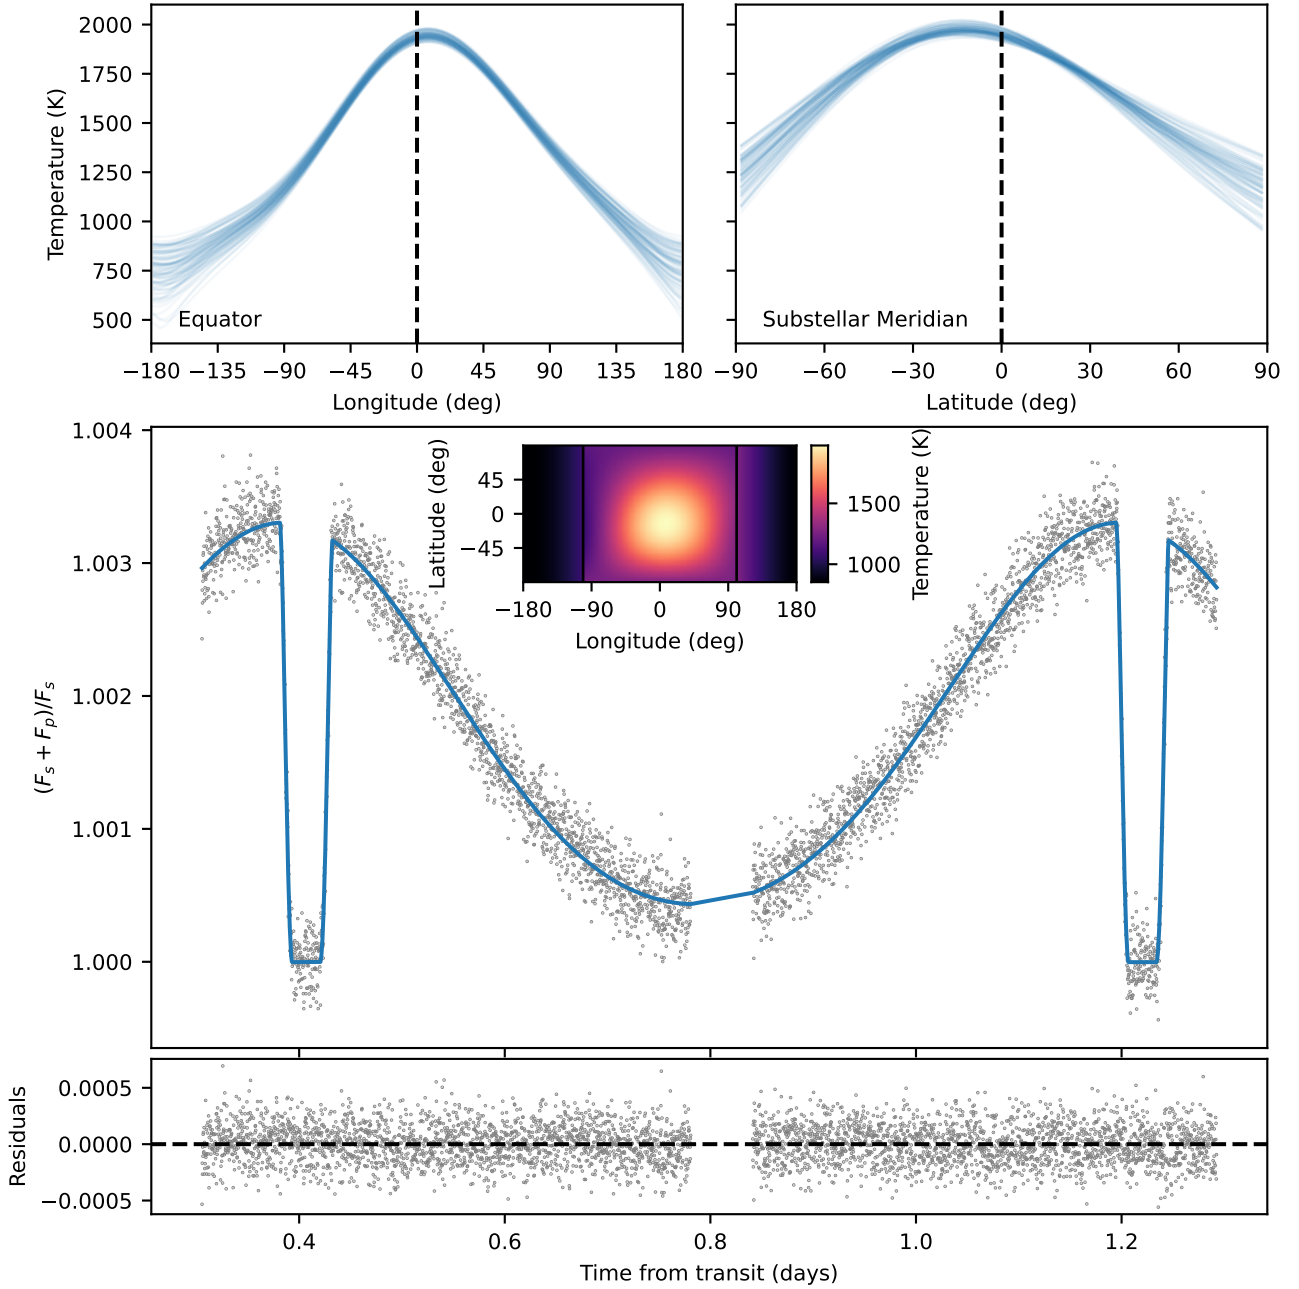 2000
1750
1500
1250
1000
750
500
Temperature (K)
Equator
−180 −135 −90 −45 0 45 90 135 180
Longitude (deg)
Substellar Meridian
−90 −60 −30 0 30 60 90
Latitude (deg)
1.004
1.003
1.002
1.001
1.000
(Fs + Fp)/Fs
Latitude (deg)
45
0
−45
−180 −90 0 90 180
Longitude (deg)
1500
1000
Temperature (K)
Residuals
0.0005
0.0000
−0.0005
0.4 0.6 0.8 1.0 1.2
Time from transit (days)